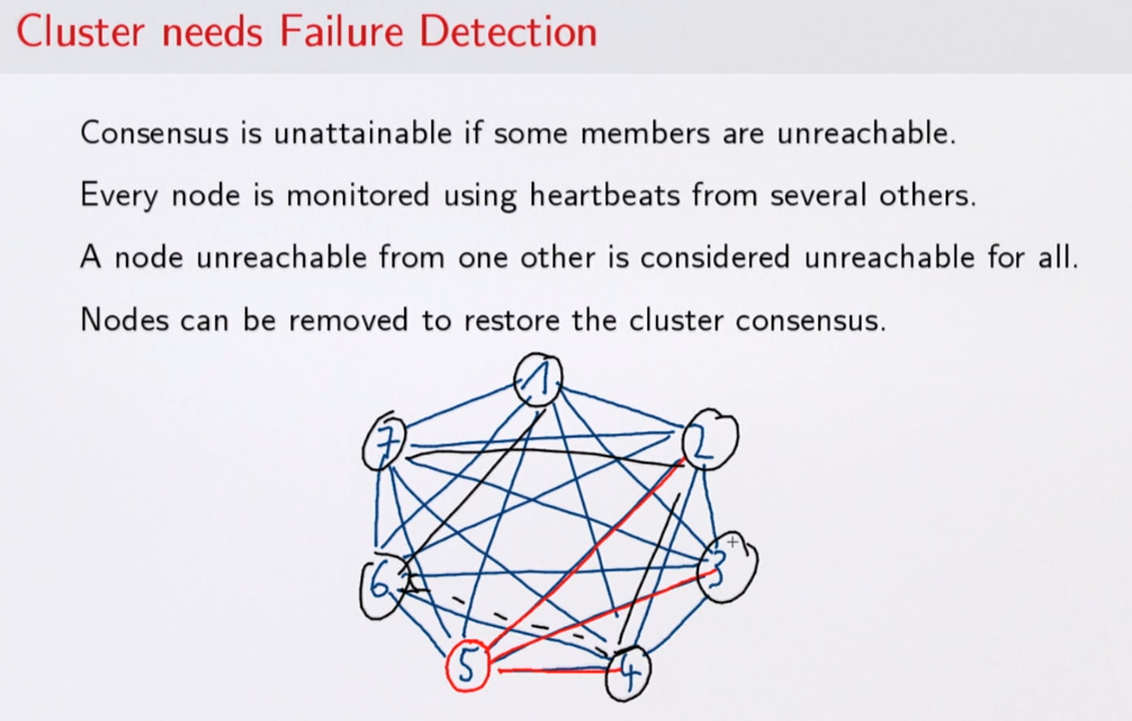 Cluster needs Failure Detection
Consensus is unattainable if some members are unreachable.
Every node is monitored using heartbeats from several others.
A node unreachable from one other is considered unreachable for all.
Nodes can be removed to restore the cluster consensus.
1
7
2
3
6
5
4